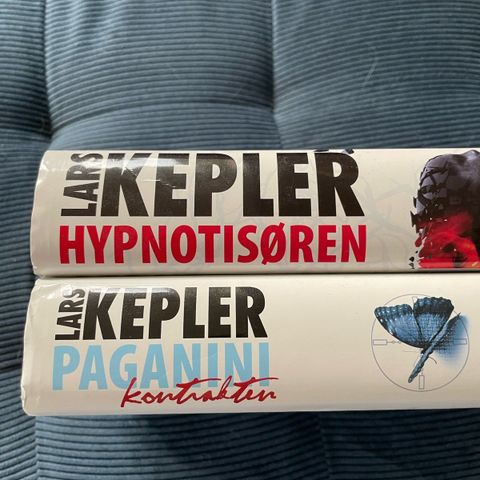 LARS KEPLER
HYPNOTISØREN
LARS KEPLER
PAGANINI
kontrakten